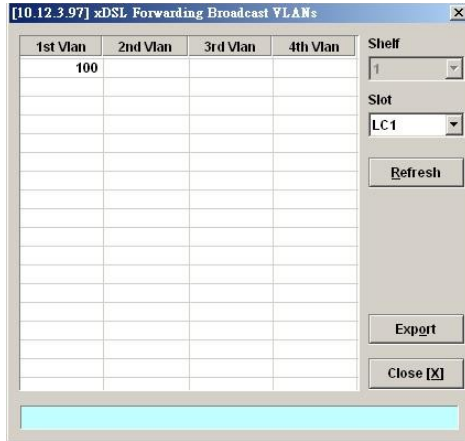 [10.12.3.97] xDSL Forwarding Broadcast VLANs
1st Vlan 2nd Vlan 3rd Vlan 4th Vlan
100
Shelf
1
Slot
LC1
Refresh
Export
Close [X]